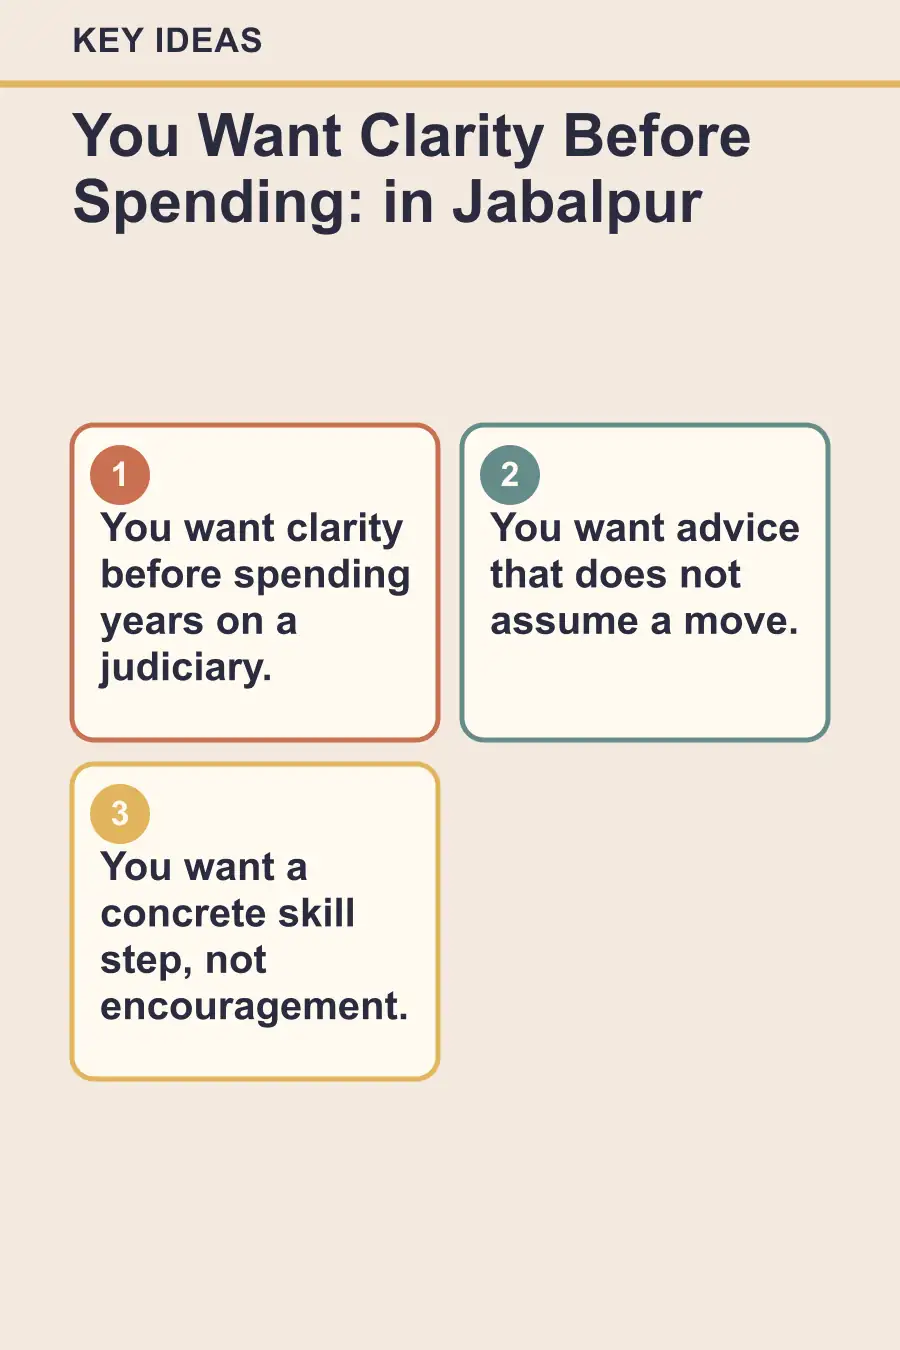 KEY IDEAS
You Want Clarity Before
Spending: in Jabalpur
1
You want clarity
before spending
years on a
judiciary.
2
You want advice
that does not
assume a move.
3
You want a
concrete skill
step, not
encouragement.